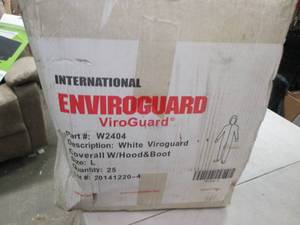 INTERNATIONAL
ENVIROGUARD
ViroGuard®
Part #: W2404
Description: White Viroguard
Coverall W/Hood&Boot
Size: L
Quantity: 25
#: 20141220-4